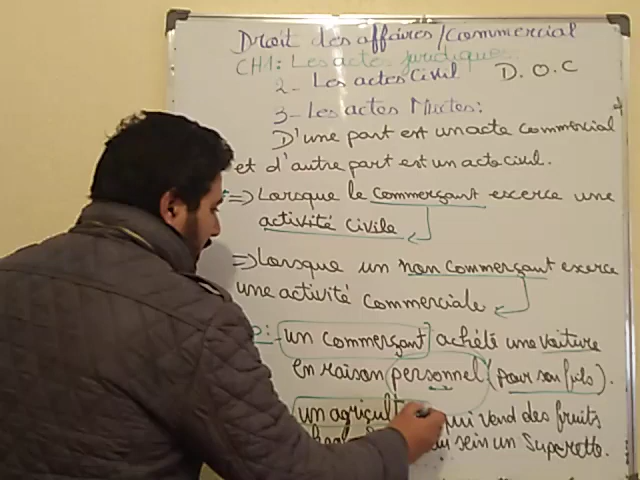 Droit des affaires/Commercial
CH1: Les actes juridiques
2 - Les actes Civil D.O.C
3 - Les actes Mixtes:
D'une part est un acte commercial
et d'autre part est un acte civil.
=> Lorsque le commerçant exerce une
activité civile
=> Lorsque un non commerçant exerce
une activité commerciale
un commerçant achété une voiture
en raison personnel (pour son fils).
un agricult qui vend des fruits
au sein un Superette.